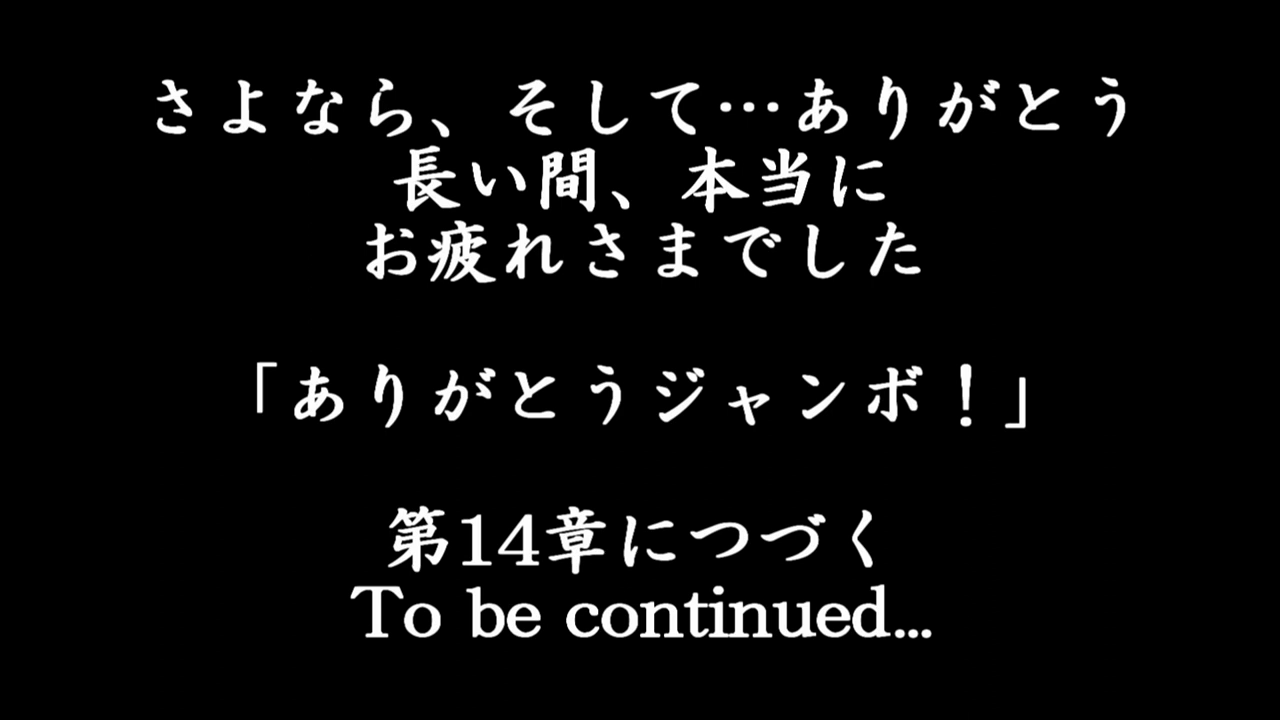 さよなら、そして…ありがとう
長い間、本当に
お疲れさまでした
「ありがとうジャンボ！」
第14章につづく
To be continued...